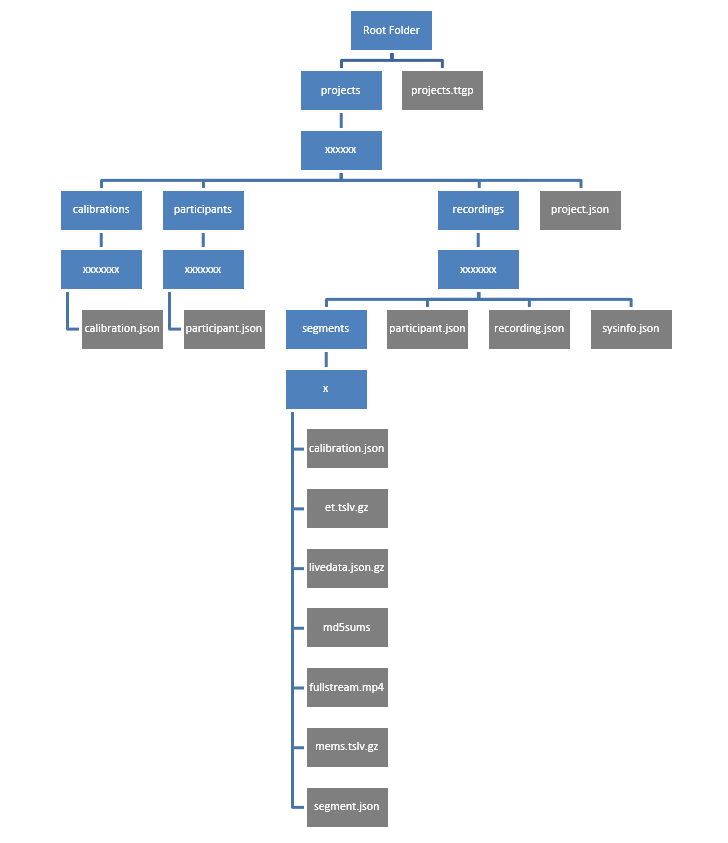 Root Folder
projects
projects.ttgp
xxxxxx
calibrations
participants
recordings
project.json
xxxxxxx
xxxxxxx
xxxxxxx
calibration.json
participant.json
segments
participant.json
recording.json
sysinfo.json
x
calibration.json
et.tslv.gz
livedata.json.gz
md5sums
fullstream.mp4
mems.tslv.gz
segment.json